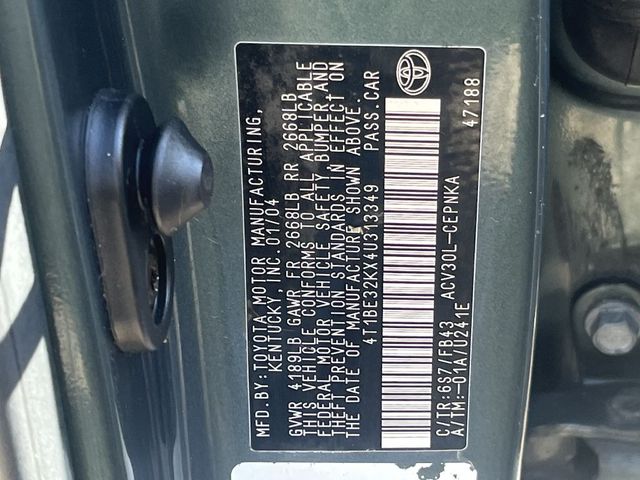 MFD.BY:TOYOTA MOTOR MANUFACTURING,
KENTUCKY, INC.01/04
GVWR 4189LB GAWR FR 2668LB RR 2668LB
THIS VEHICLE CONFORMS TO ALL APPLICABLE
FEDERAL MOTOR VEHICLE SAFETY, BUMPER AND
THEFT PREVENTION STANDARDS IN EFFECT ON
THE DATE OF MANUFACTURE SHOWN ABOVE.
4T1BE32KX4U313349 PASS.CAR
C/TR:6S7/FB43 ACV30L-CEPNKA
A/TM:-01A/U241E 47188